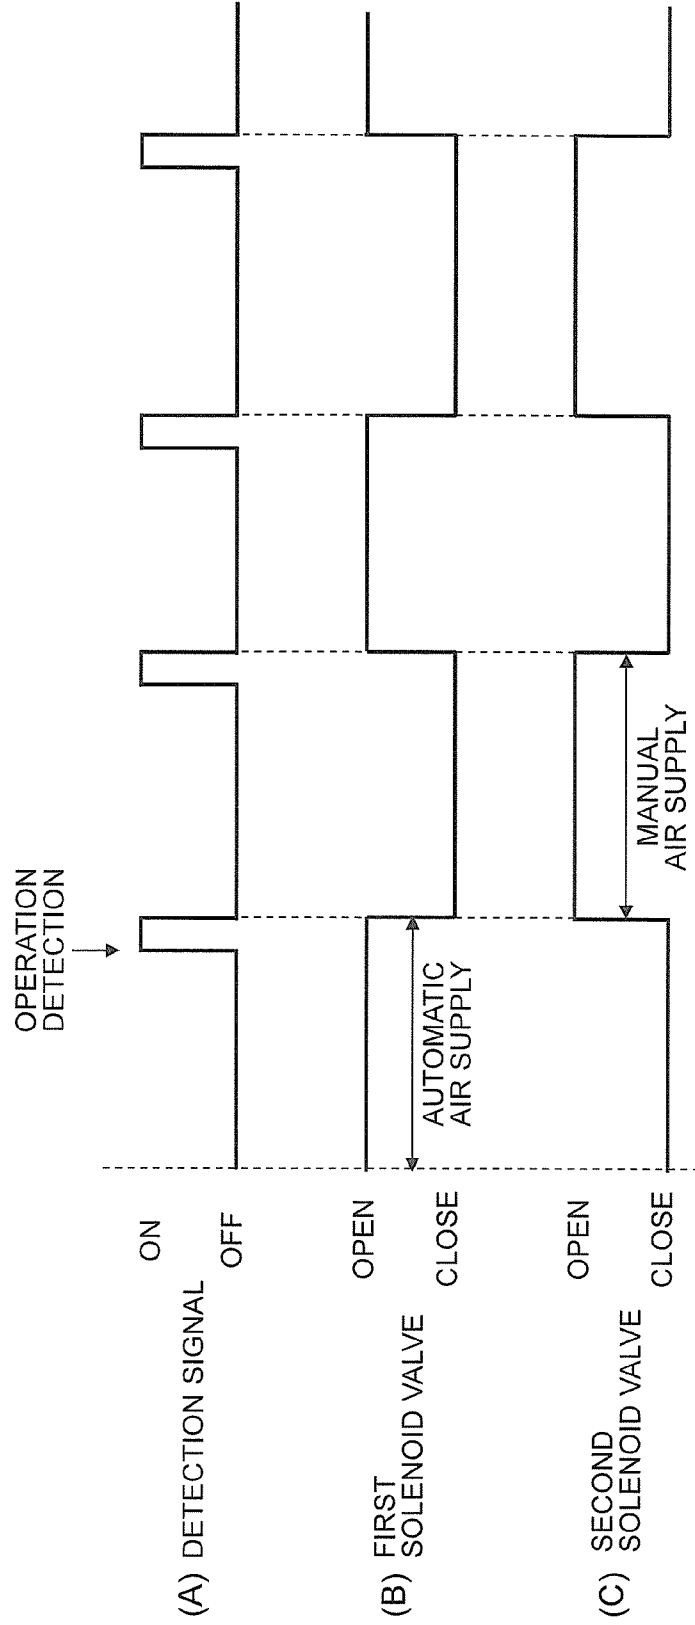 OPERATION
DETECTION
(A) DETECTION SIGNAL
ON
OFF
(B) FIRST
SOLENOID VALVE
OPEN
CLOSE
AUTOMATIC
AIR SUPPLY
(C) SECOND
SOLENOID VALVE
OPEN
CLOSE
MANUAL
AIR SUPPLY